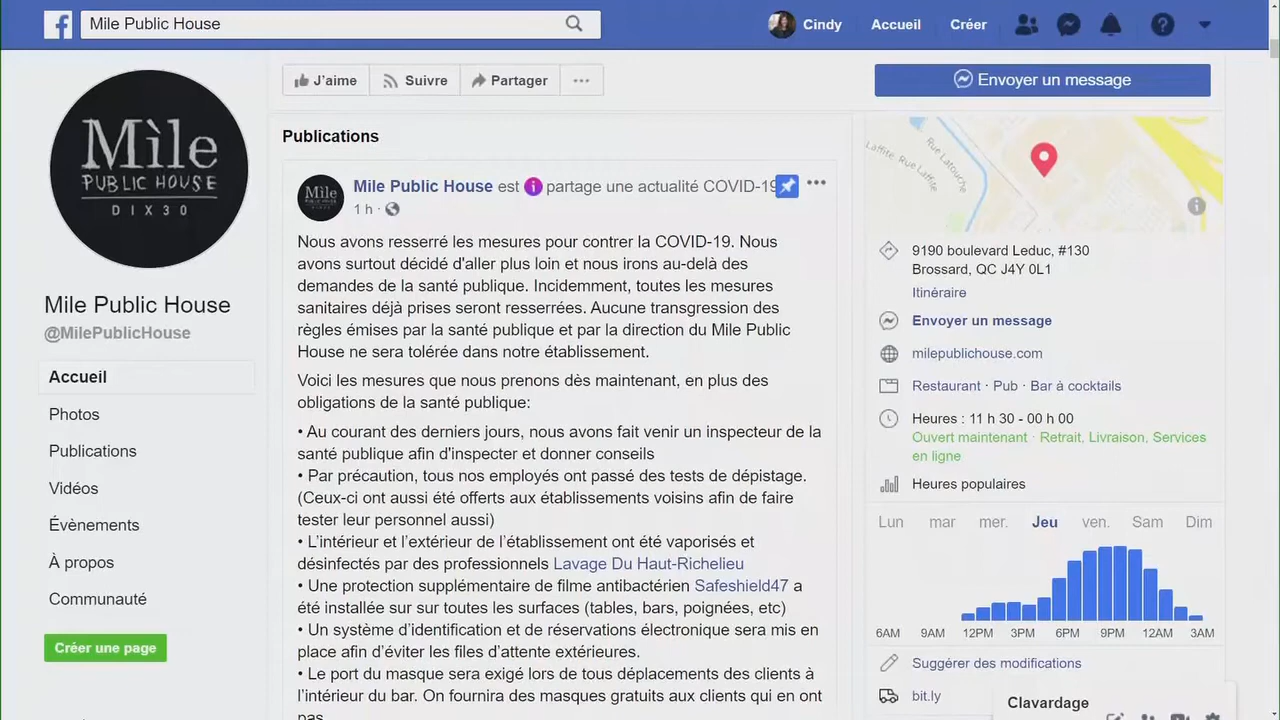 Mile Public House
Cindy
Accueil
Créer
Mìle
PUBLIC HOUSE
DIX30
Mile Public House
@MilePublicHouse
Accueil
Photos
Publications
Vidéos
Évènements
À propos
Communauté
Créer une page
J'aime
Suivre
Partager
Envoyer un message
Publications
Mile Public House est partage une actualité COVID-19
1 h ·
Nous avons resserré les mesures pour contrer la COVID-19. Nous
avons surtout décidé d'aller plus loin et nous irons au-delà des
demandes de la santé publique. Incidemment, toutes les mesures
sanitaires déjà prises seront resserrées. Aucune transgression des
règles émises par la santé publique et par la direction du Mile Public
House ne sera tolérée dans notre établissement.
Voici les mesures que nous prenons dès maintenant, en plus des
obligations de la santé publique:
• Au courant des derniers jours, nous avons fait venir un inspecteur de la
santé publique afin d'inspecter et donner conseils
• Par précaution, tous nos employés ont passé des tests de dépistage.
(Ceux-ci ont aussi été offerts aux établissements voisins afin de faire
tester leur personnel aussi)
• L'intérieur et l'extérieur de l'établissement ont été vaporisés et
désinfectés par des professionnels Lavage Du Haut-Richelieu
• Une protection supplémentaire de filme antibactérien Safeshield47 a
été installée sur sur toutes les surfaces (tables, bars, poignées, etc)
• Un système d'identification et de réservations électronique sera mis en
place afin d'éviter les files d'attente extérieures.
• Le port du masque sera exigé lors de tous déplacements des clients à
l'intérieur du bar. On fournira des masques gratuits aux clients qui en ont
pas
Laffite
Rue Laffite
Rue Latouche
9190 boulevard Leduc, #130
Brossard, QC J4Y 0L1
Itinéraire
Envoyer un message
milepublichouse.com
Restaurant · Pub · Bar à cocktails
Heures : 11 h 30 - 00 h 00
Ouvert maintenant · Retrait, Livraison, Services
en ligne
Heures populaires
Lun mar mer. Jeu ven. Sam Dim
6AM 9AM 12PM 3PM 6PM 9PM 12AM 3AM
Suggérer des modifications
bit.ly
Clavardage